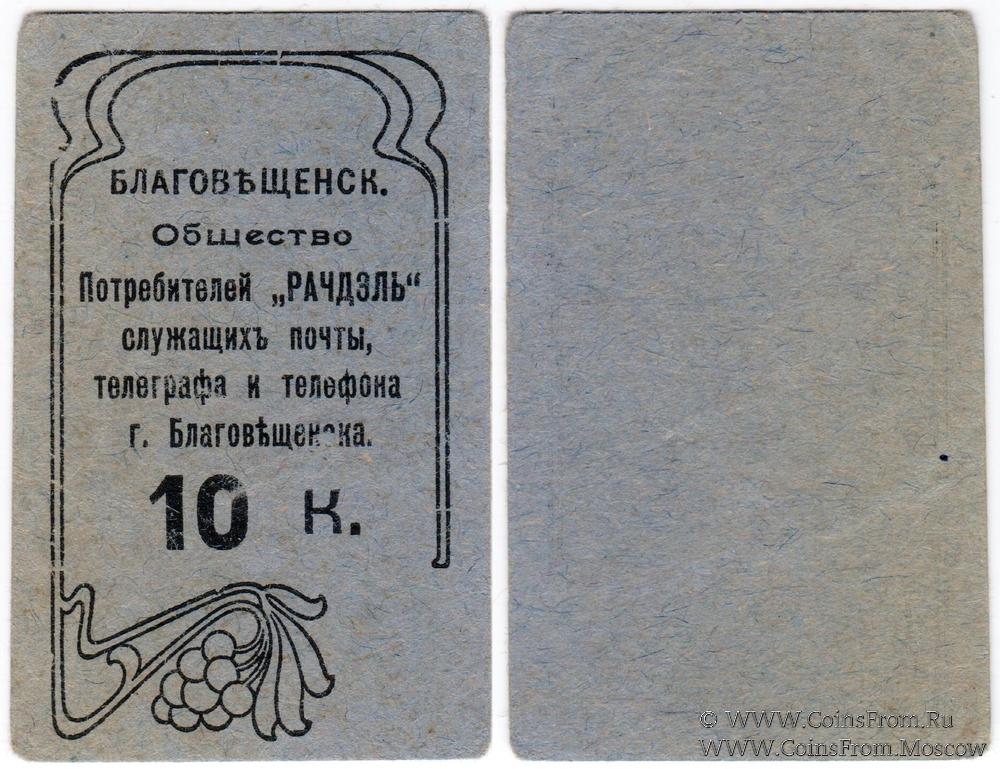 БЛАГОВѢЩЕНСК.
Общество
Потребителей „РАЧДЭЛЬ“
служащихъ почты,
телеграфа и телефона
г. Благовѣщенска.
10 к.
© WWW.CoinsFrom.Ru
WWW.CoinsFrom.Moscow